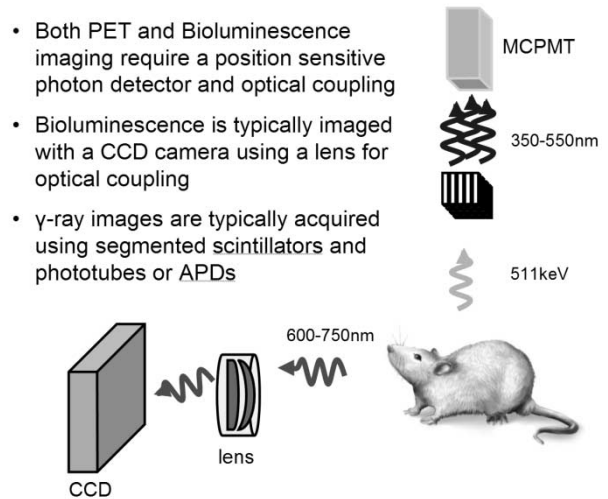 • Both PET and Bioluminescence
imaging require a position sensitive
photon detector and optical coupling
• Bioluminescence is typically imaged
with a CCD camera using a lens for
optical coupling
• γ-ray images are typically acquired
using segmented scintillators and
phototubes or APDs
MCPMT
350-550nm
511keV
600-750nm
lens
CCD